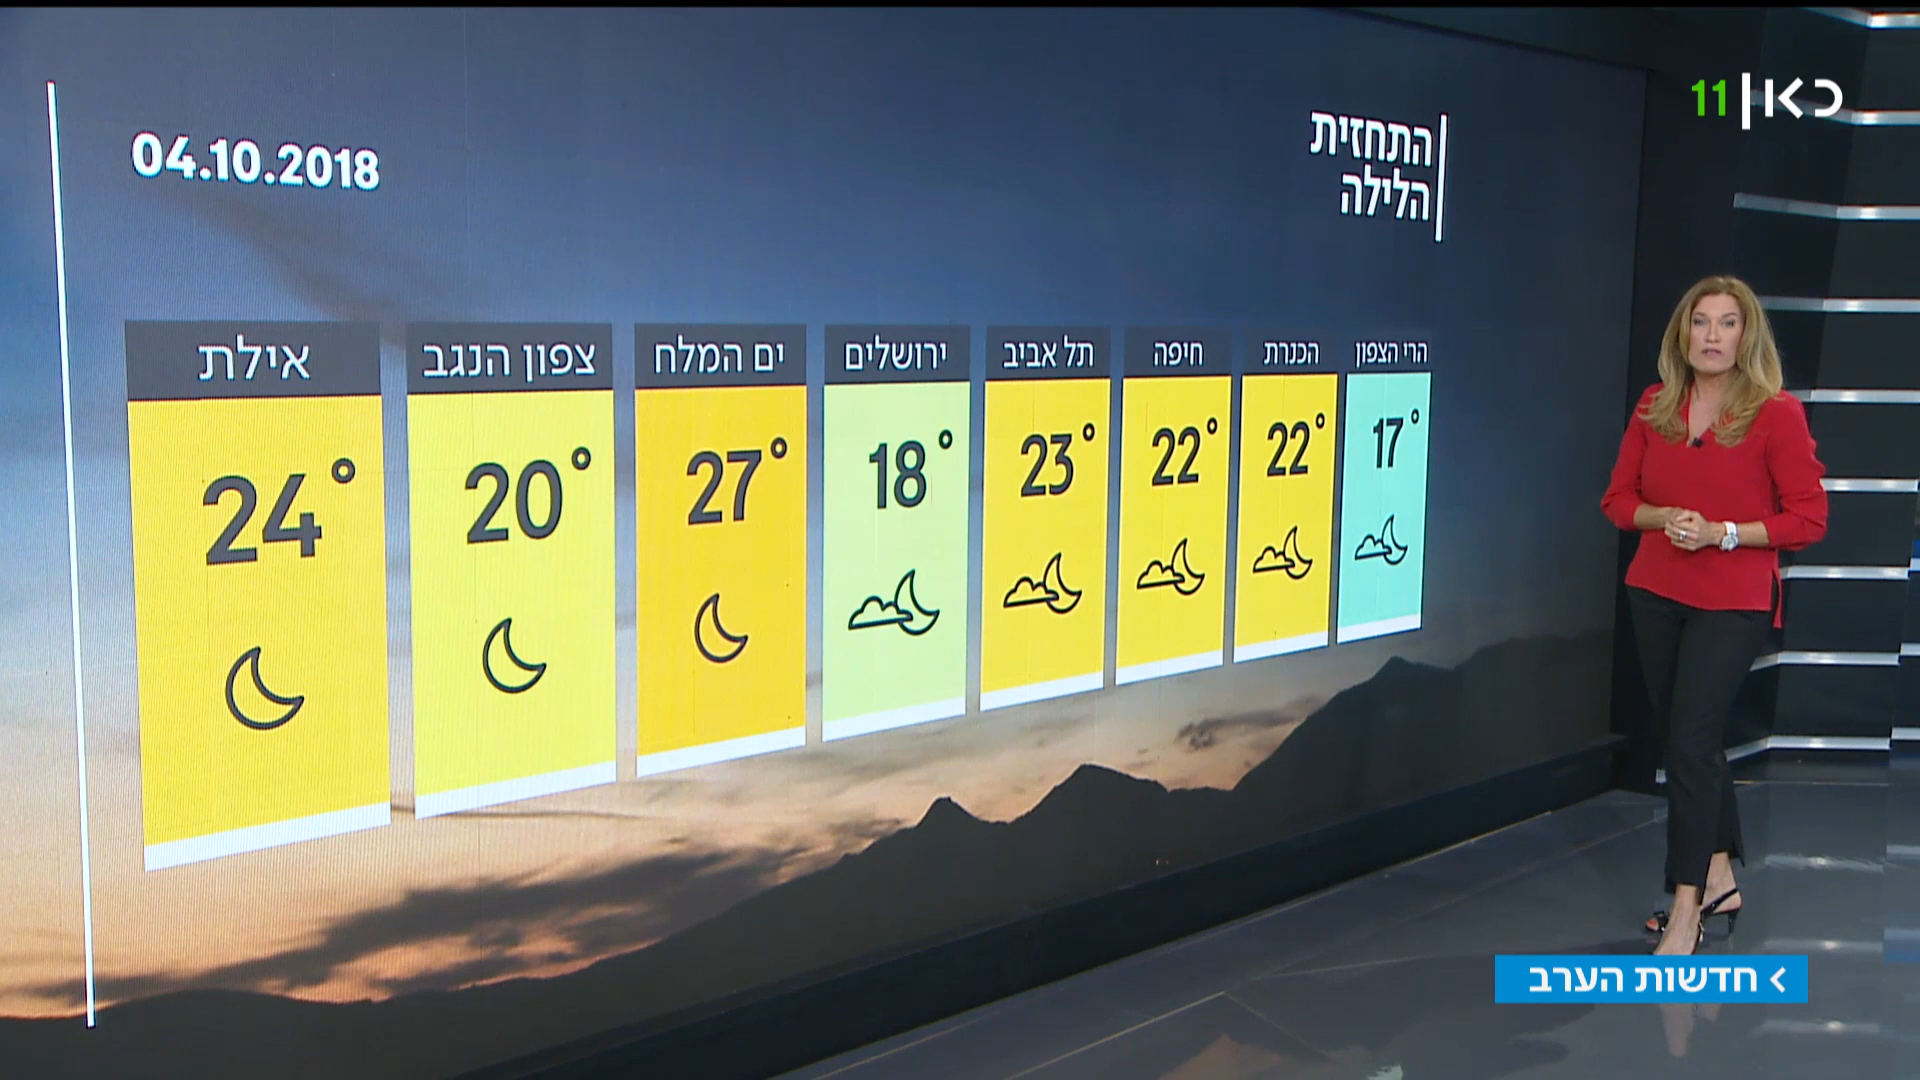 כאן 11
התחזית
הלילה
04.10.2018
הרי הצפון
17°
הכנרת
22°
חיפה
22°
תל אביב
23°
ירושלים
18°
ים המלח
27°
צפון הנגב
20°
אילת
24°
חדשות הערב